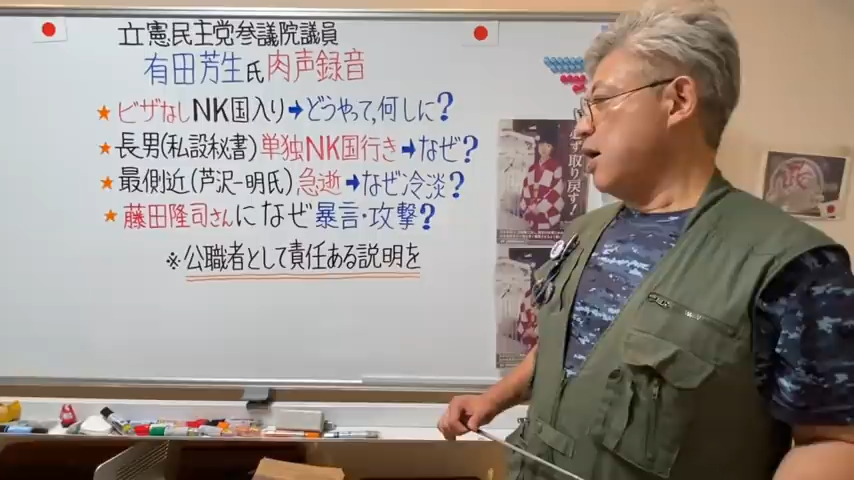 立憲民主党参議院議員
有田芳生氏肉声録音
★ビザなしNK国入り➡どうやって,何しに?
★長男(私設秘書)単独NK国行き➡なぜ?
★最側近(芦沢一明氏)急逝➡なぜ冷淡?
★藤田隆司さんになぜ暴言・攻撃?
※公職者として責任ある説明を
必ず取り戻す!